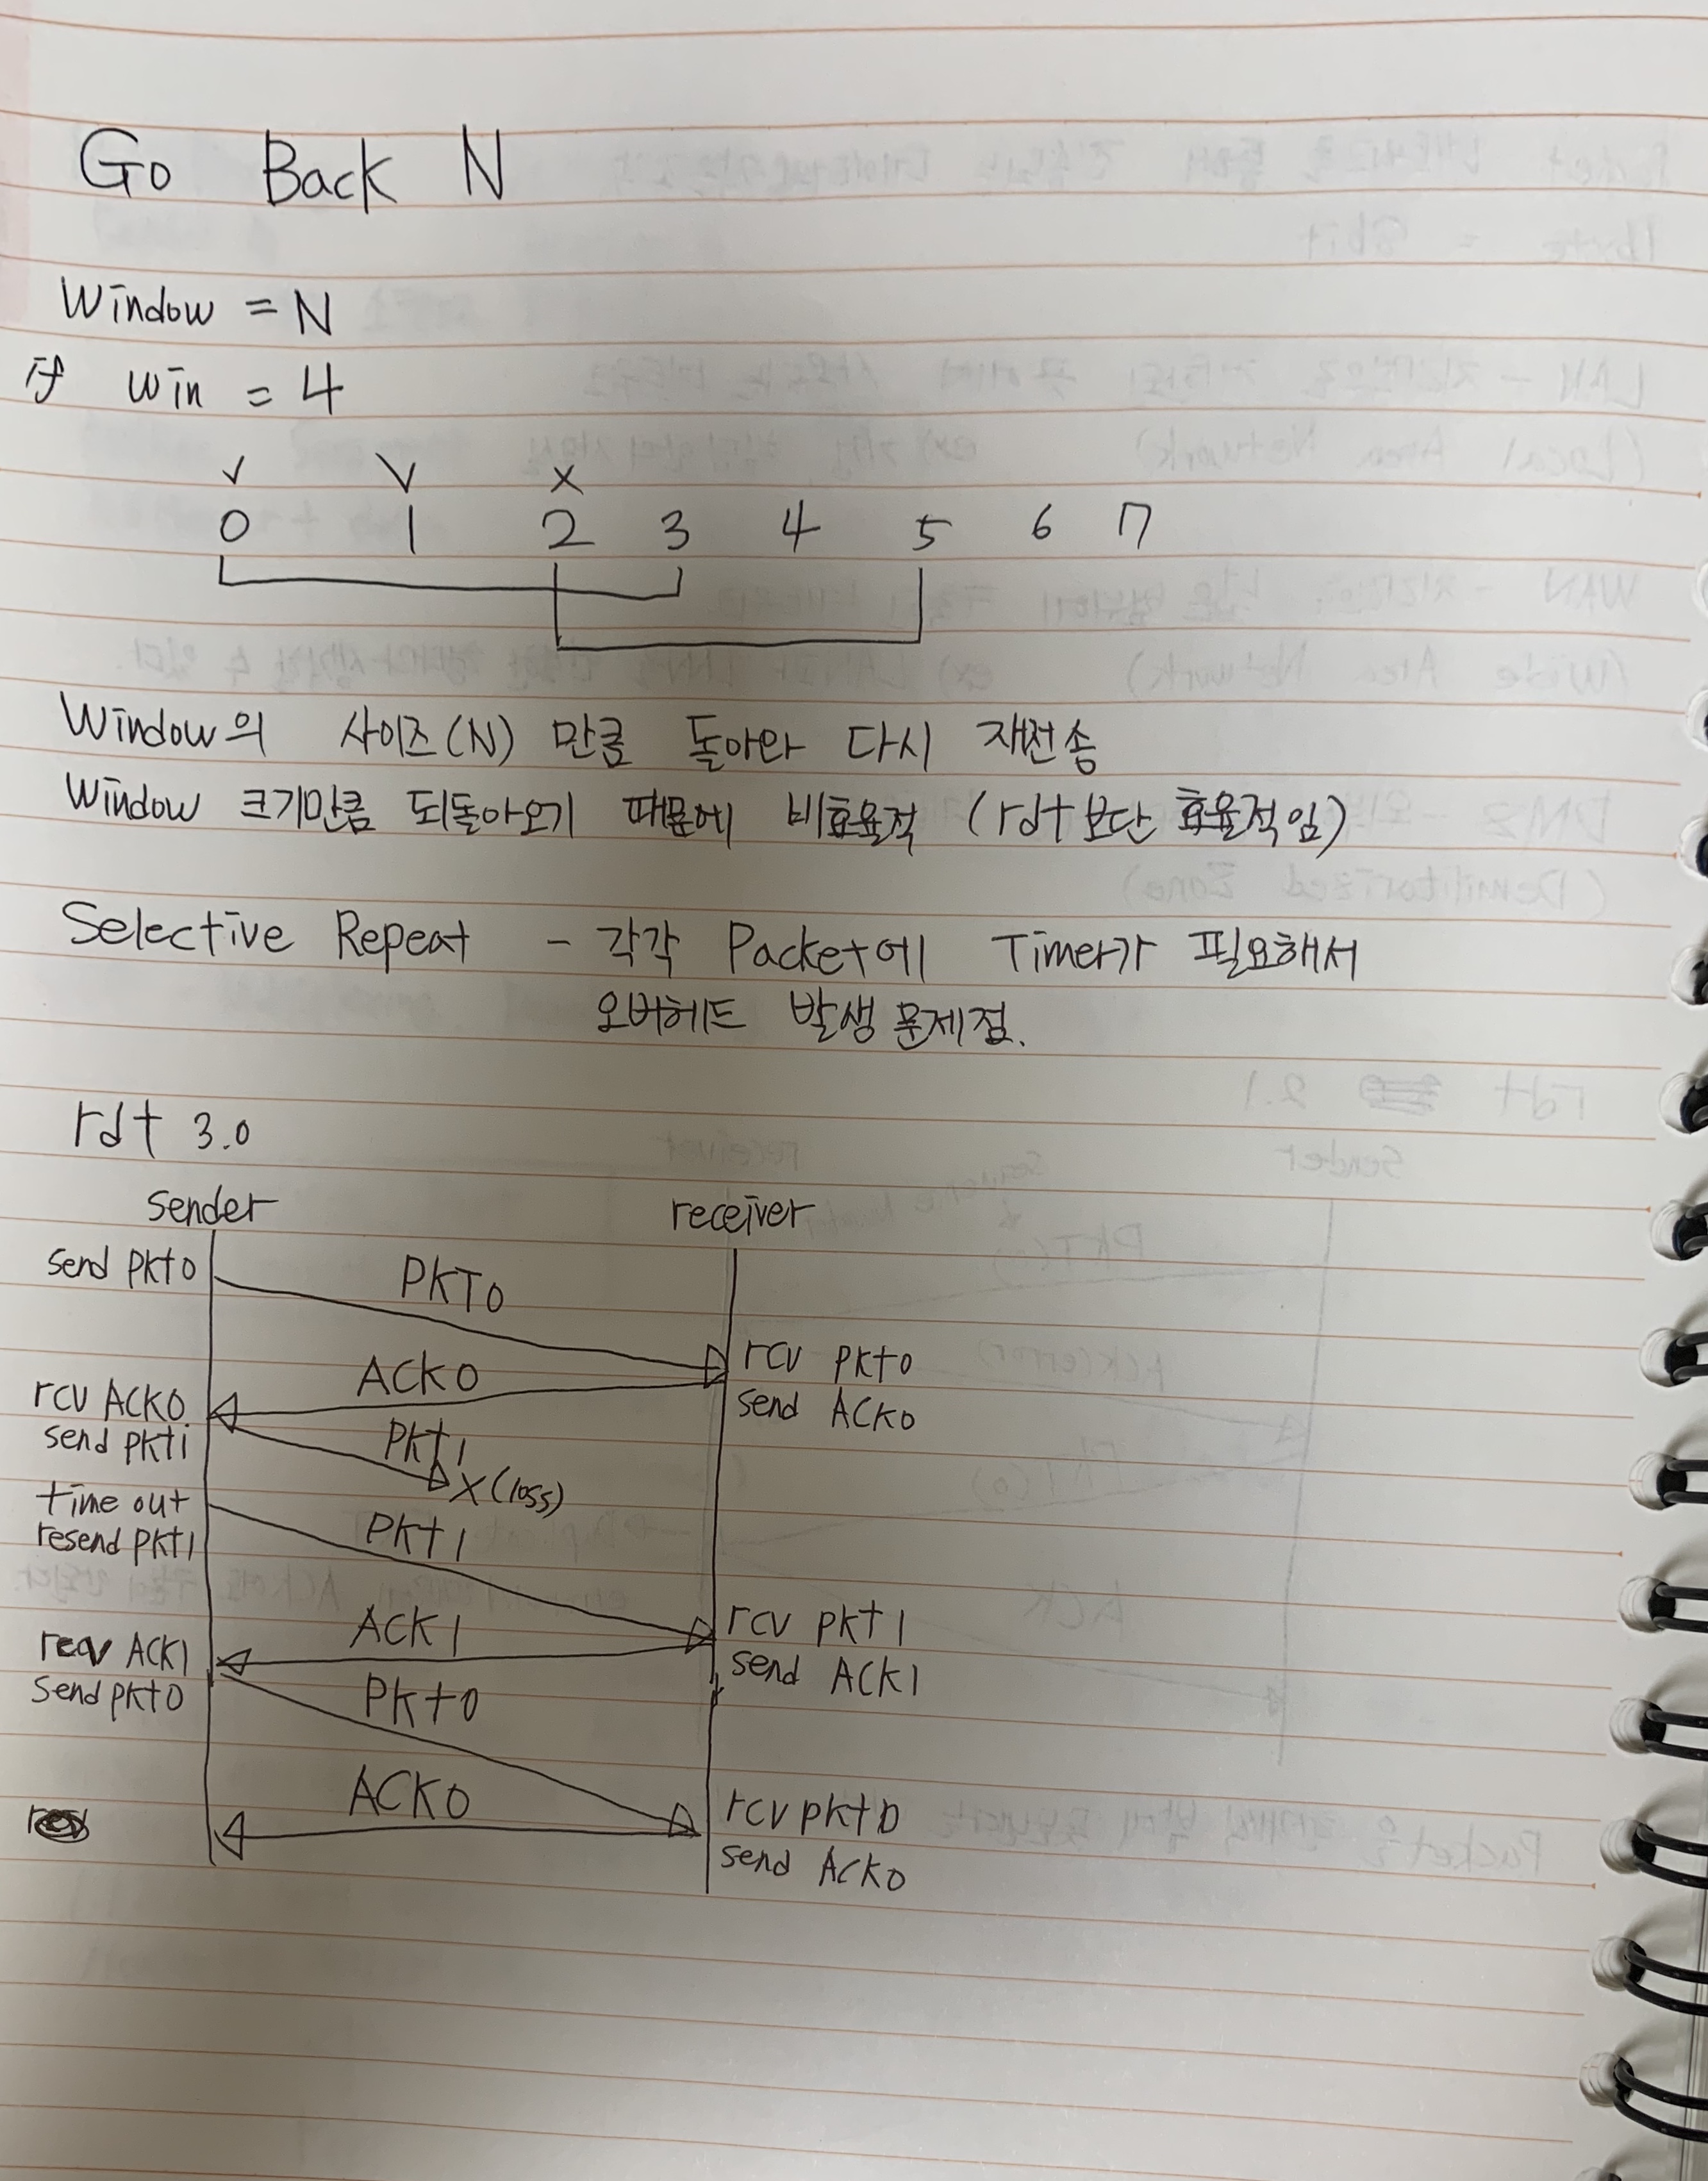 Go Back N
Window = N
if win = 4
✓ ✓ ×
0 1 2 3 4 5 6 7
Window의 사이즈(N) 만큼 돌아와 다시 재전송
Window 크기만큼 되돌아오기 때문에 비효율적 (rdt보단 효율적임)
Selective Repeat - 각각 Packet에 Timer가 필요해서
오버헤드 발생 문제점.
rdt 3.0
sender receiver
send pkt0 PKT0
rcv pkt0
ACK0
send ACK0
rcv ACK0
send pkt1 pkt1
X (loss)
time out
resend pkt1 pkt1
rcv pkt1
ACK1
send ACK1
recv ACK1
send pkt0 pkt0
ACK0 rcv pkt0
send ACK0